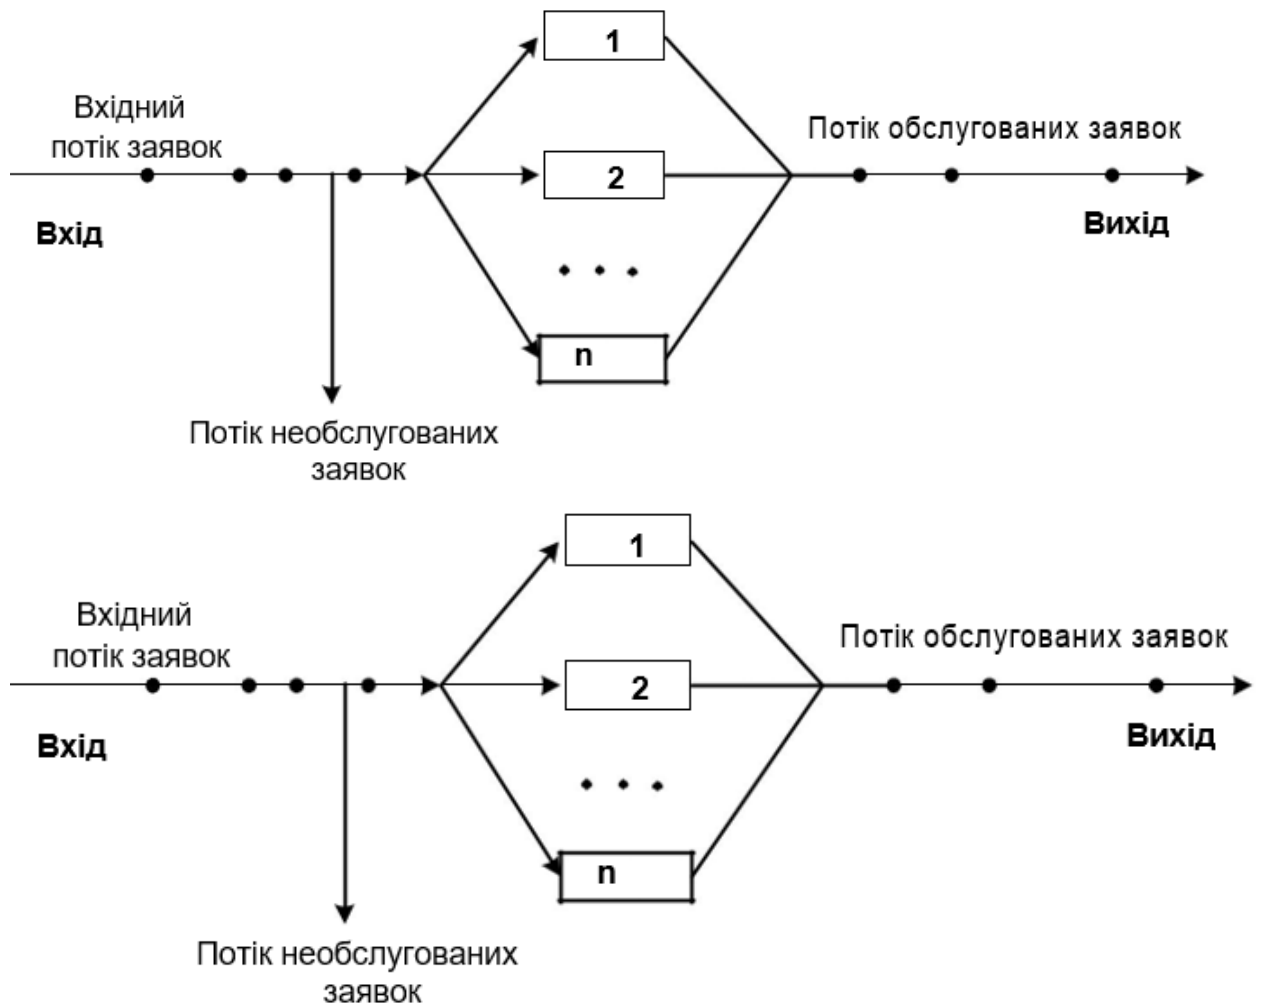 1
Вхідний
потік заявок
Потік обслугованих заявок
2
Вхід
Вихід
. . .
n
Потік необслугованих
заявок
1
Вхідний
потік заявок
Потік обслугованих заявок
2
Вхід
Вихід
. . .
n
Потік необслугованих
заявок